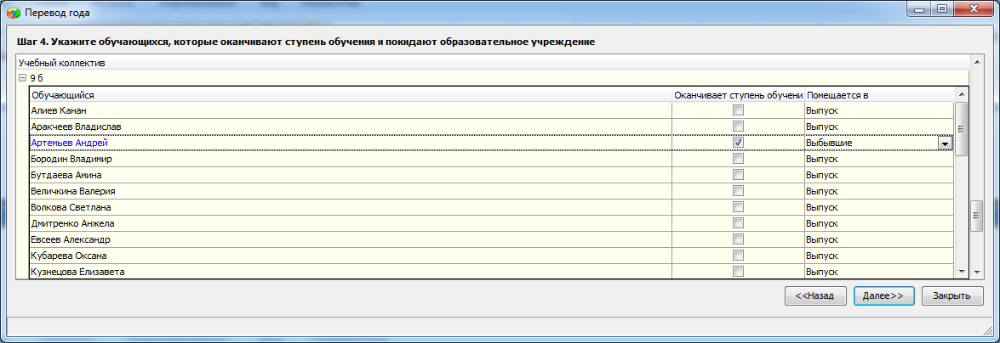 Перевод года
Шаг 4. Укажите обучающихся, которые оканчивают ступень обучения и покидают образовательное учреждение
Учебный коллектив
9 б
Обучающийся Оканчивает ступень обучени Помещается в
Алиев Канан Выпуск
Аракчеев Владислав Выпуск
Артемьев Андрей Выбывшие
Бородин Владимир Выпуск
Бутдаева Амина Выпуск
Величкина Валерия Выпуск
Волкова Светлана Выпуск
Дмитренко Анжела Выпуск
Евсеев Александр Выпуск
Кубарева Оксана Выпуск
Кузнецова Елизавета Выпуск
<<Назад Далее>> Закрыть